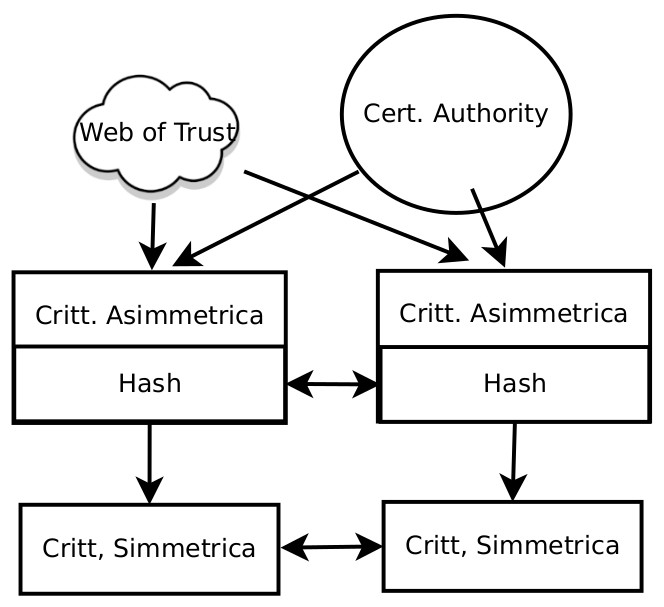 Web of Trust
Cert. Authority
Critt. Asimmetrica
Critt. Asimmetrica
Hash
Hash
Critt, Simmetrica
Critt, Simmetrica